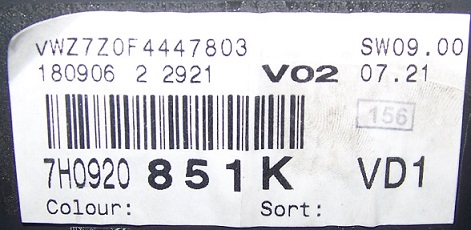 VWZ7Z0F4447803 SW09.00
180906 2 2921 V02 07.21
156
7H0920 851K VD1
Colour: Sort: